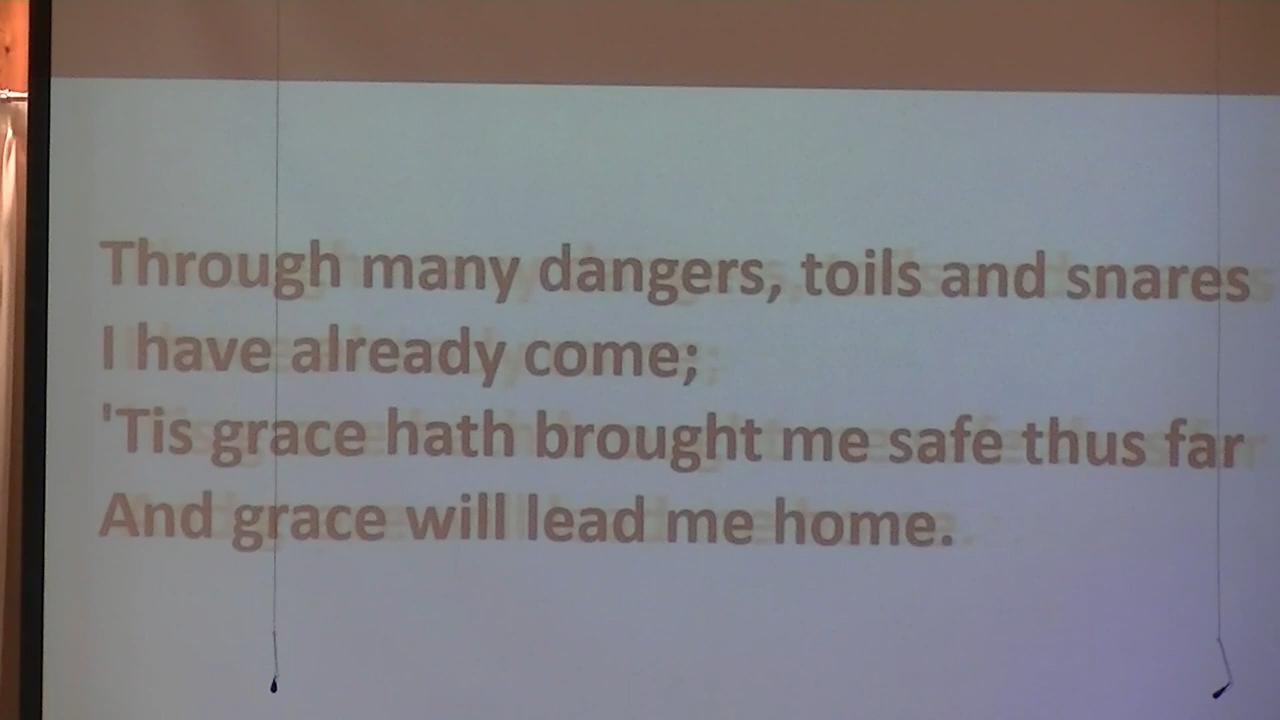 Through many dangers, toils and snares
I have already come;
'Tis grace hath brought me safe thus far
And grace will lead me home.